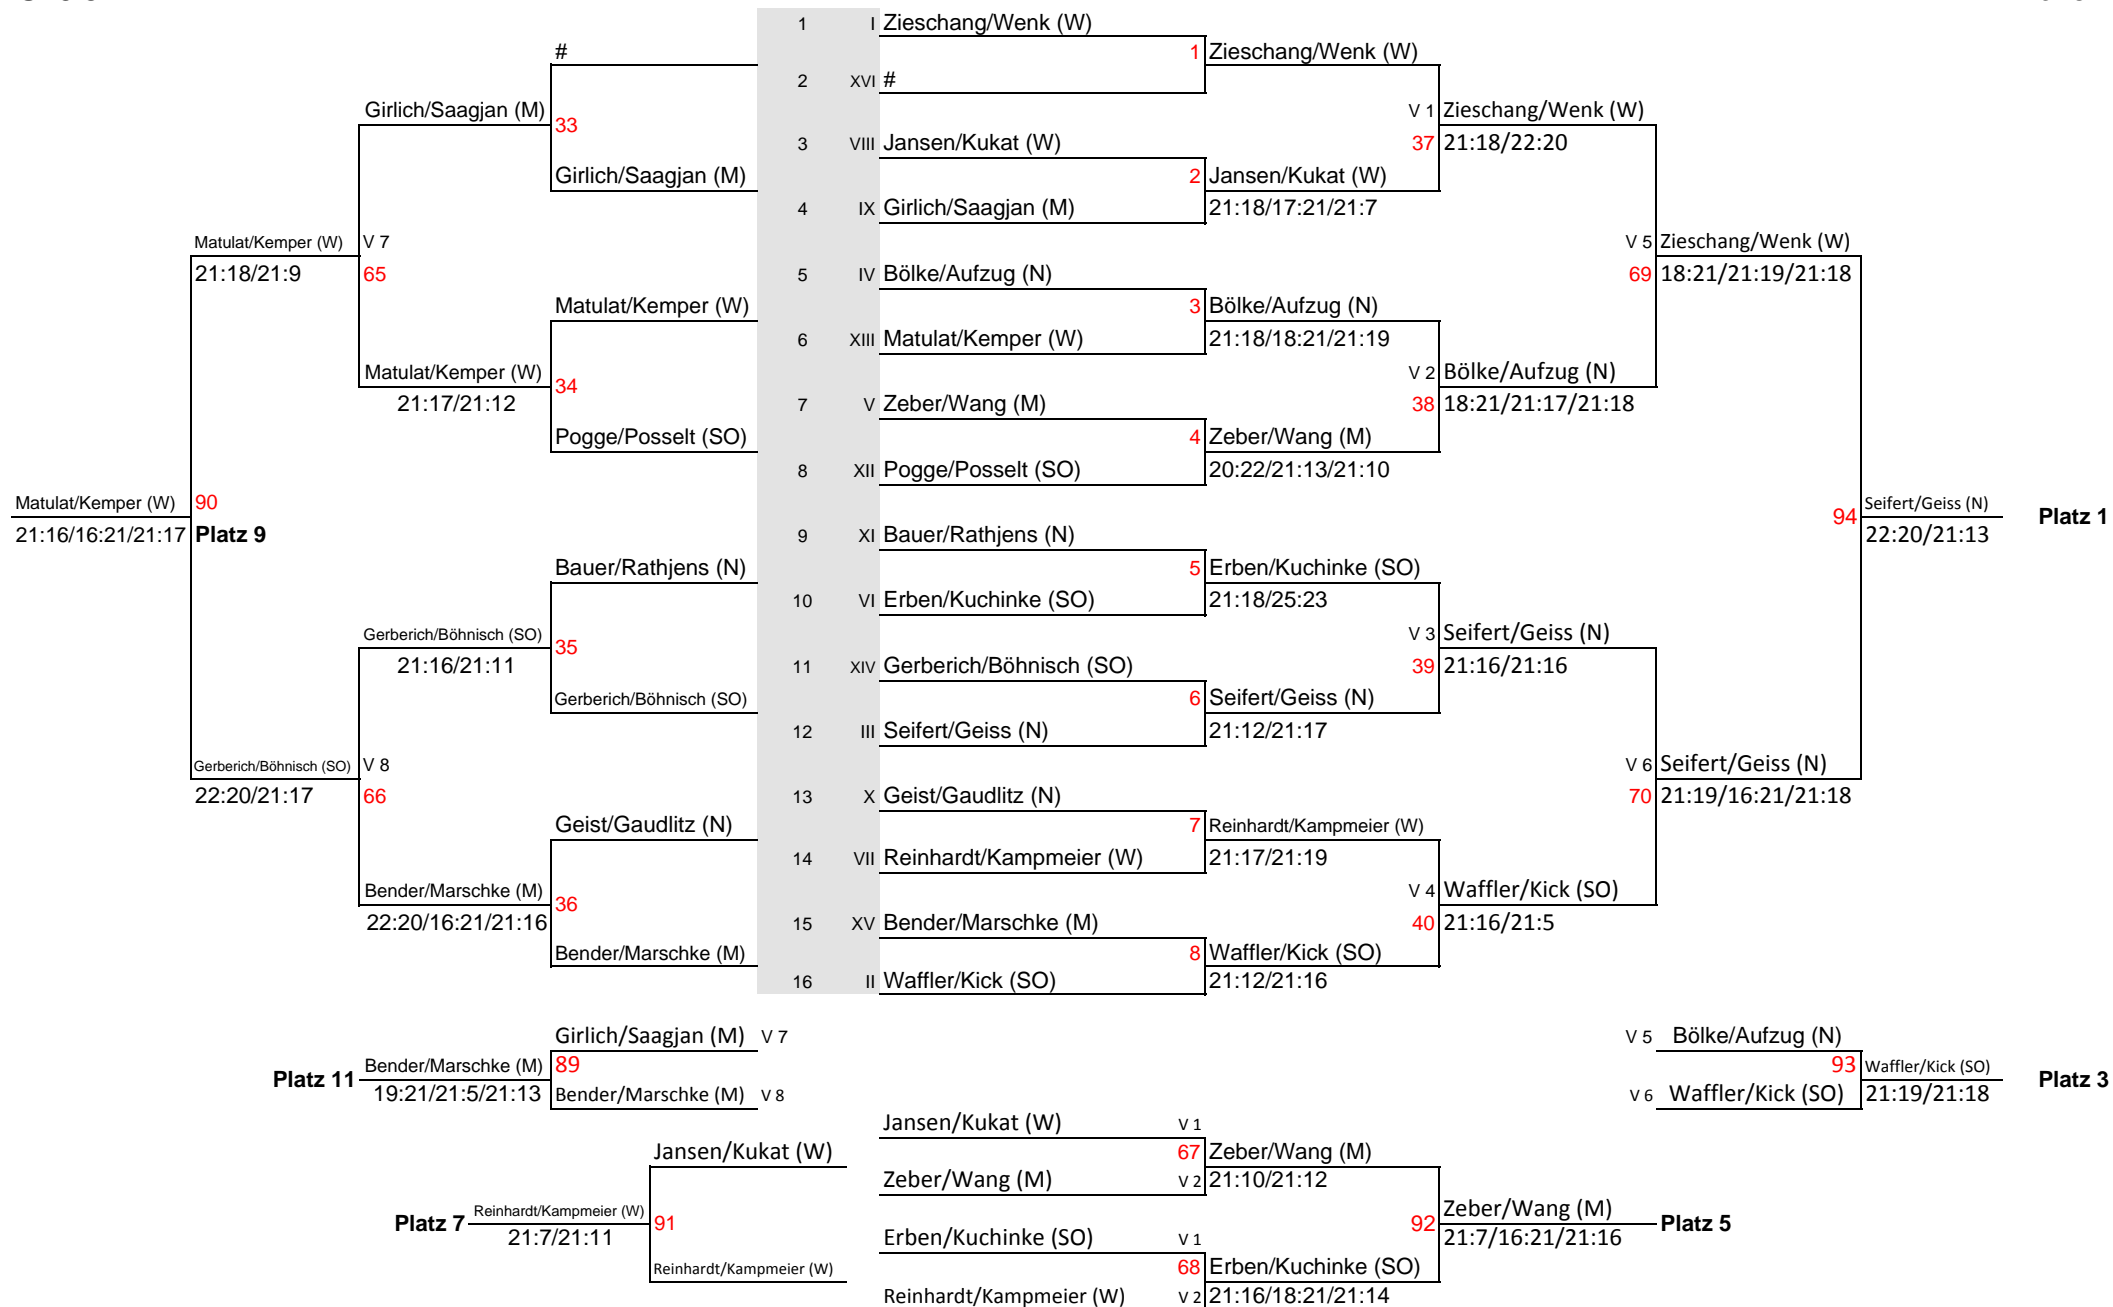 1 I Zieschang/Wenk (W)
# 1 Zieschang/Wenk (W)
2 XVI #
Girlich/Saagjan (M) V 1 Zieschang/Wenk (W)
33
3 VIII Jansen/Kukat (W) 37 21:18/22:20
Girlich/Saagjan (M) 2 Jansen/Kukat (W)
4 IX Girlich/Saagjan (M) 21:18/17:21/21:7
Matulat/Kemper (W) V 7 V 5 Zieschang/Wenk (W)
21:18/21:9 65 5 IV Bölke/Aufzug (N) 69 18:21/21:19/21:18
Matulat/Kemper (W) 3 Bölke/Aufzug (N)
6 XIII Matulat/Kemper (W) 21:18/18:21/21:19
Matulat/Kemper (W) 34 V 2 Bölke/Aufzug (N)
21:17/21:12 7 V Zeber/Wang (M) 38 18:21/21:17/21:18
Pogge/Posselt (SO) 4 Zeber/Wang (M)
8 XII Pogge/Posselt (SO) 20:22/21:13/21:10
Matulat/Kemper (W) 90 94 Seifert/Geiss (N) Platz 1
21:16/16:21/21:17 Platz 9 9 XI Bauer/Rathjens (N) 22:20/21:13
Bauer/Rathjens (N) 5 Erben/Kuchinke (SO)
10 VI Erben/Kuchinke (SO) 21:18/25:23
Gerberich/Böhnisch (SO) 35 V 3 Seifert/Geiss (N)
21:16/21:11 11 XIV Gerberich/Böhnisch (SO) 39 21:16/21:16
Gerberich/Böhnisch (SO) 6 Seifert/Geiss (N)
12 III Seifert/Geiss (N) 21:12/21:17
Gerberich/Böhnisch (SO) V 8 V 6 Seifert/Geiss (N)
22:20/21:17 66 13 X Geist/Gaudlitz (N) 70 21:19/16:21/21:18
Geist/Gaudlitz (N) 7 Reinhardt/Kampmeier (W)
14 VII Reinhardt/Kampmeier (W) 21:17/21:19
Bender/Marschke (M) 36 V 4 Waffler/Kick (SO)
22:20/16:21/21:16 15 XV Bender/Marschke (M) 40 21:16/21:5
Bender/Marschke (M) 8 Waffler/Kick (SO)
16 II Waffler/Kick (SO) 21:12/21:16
Girlich/Saagjan (M) V 7 V 5 Bölke/Aufzug (N)
Platz 11 Bender/Marschke (M) 89 93 Waffler/Kick (SO) Platz 3
19:21/21:5/21:13 Bender/Marschke (M) V 8 V 6 Waffler/Kick (SO) 21:19/21:18
Jansen/Kukat (W) V 1
Jansen/Kukat (W) 67 Zeber/Wang (M)
Zeber/Wang (M) V 2 21:10/21:12
Platz 7 Reinhardt/Kampmeier (W) 91 92 Zeber/Wang (M) Platz 5
21:7/21:11 Erben/Kuchinke (SO) V 1 21:7/16:21/21:16
Reinhardt/Kampmeier (W) 68 Erben/Kuchinke (SO)
Reinhardt/Kampmeier (W) V 2 21:16/18:21/21:14